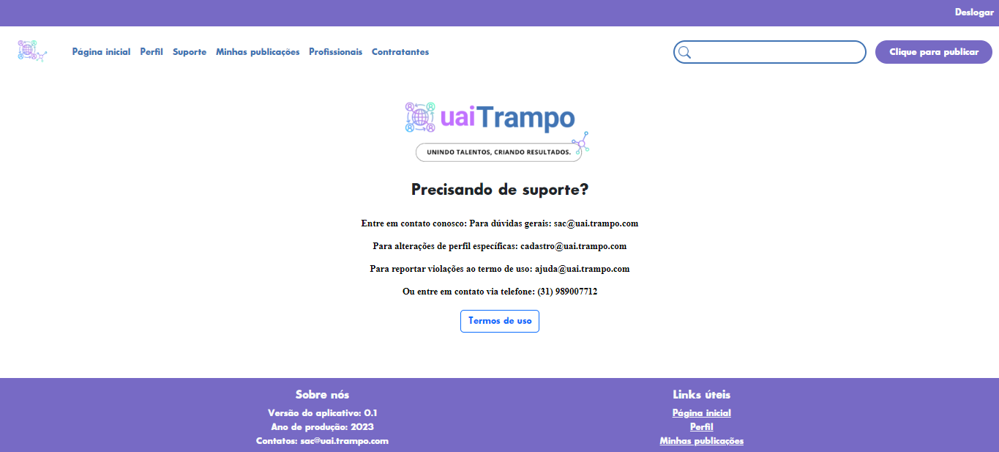 Deslogar
Página inicial Perfil Suporte Minhas publicações Profissionais Contratantes
Clique para publicar
uaiTrampo
UNINDO TALENTOS, CRIANDO RESULTADOS.
Precisando de suporte?
Entre em contato conosco: Para dúvidas gerais: sac@uai.trampo.com
Para alterações de perfil específicas: cadastro@uai.trampo.com
Para reportar violações ao termo de uso: ajuda@uai.trampo.com
Ou entre em contato via telefone: (31) 989007712
Termos de uso
Sobre nós
Versão do aplicativo: 0.1
Ano de produção: 2023
Contatos: sac@uai.trampo.com
Links úteis
Página inicial
Perfil
Minhas publicações